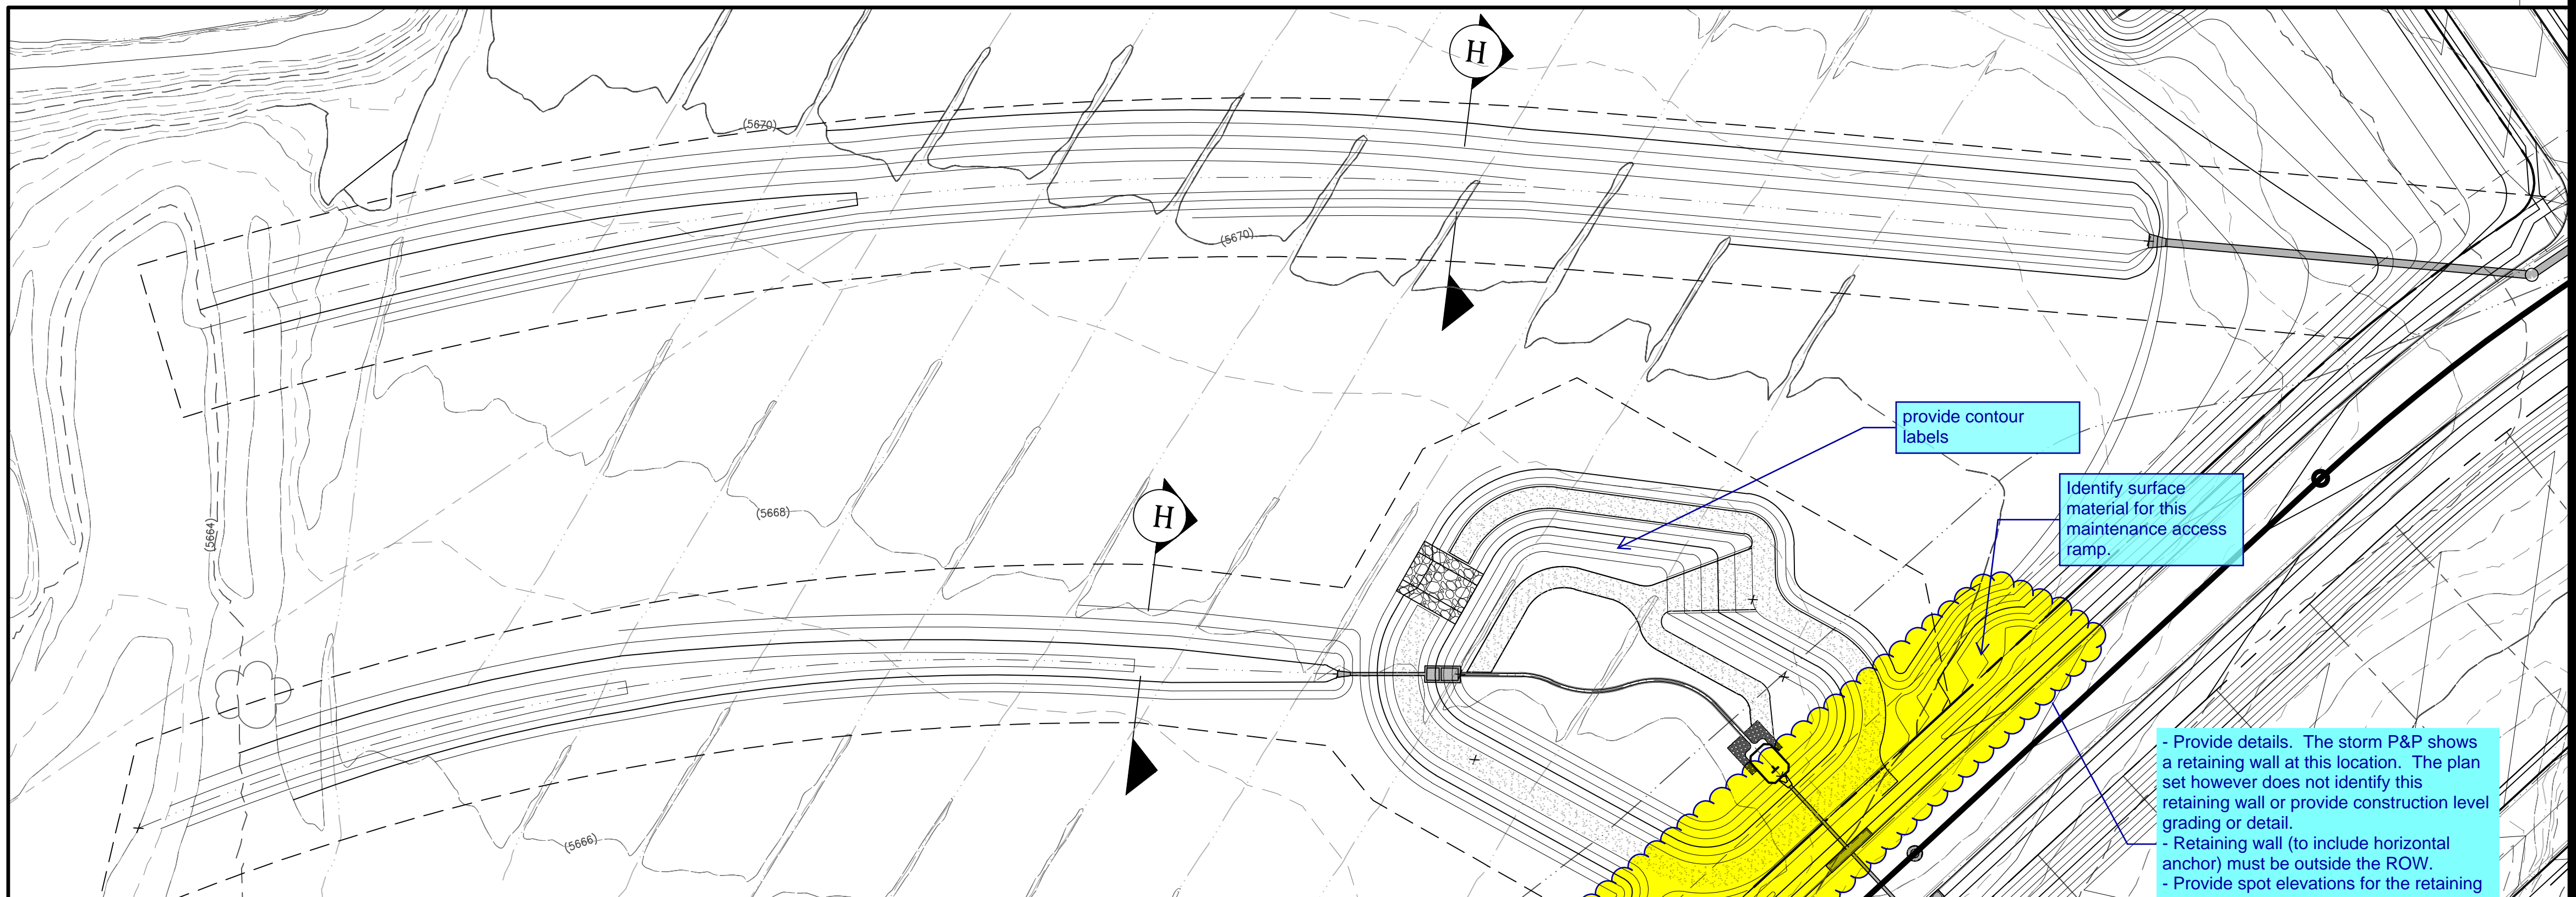 H
(5670)
(5670)
provide contour
labels
Identify surface
material for this
maintenance access
ramp.
H
(5668)
(5664)
- Provide details. The storm P&P shows
a retaining wall at this location. The plan
set however does not identify this
retaining wall or provide construction level
grading or detail.
- Retaining wall (to include horizontal
anchor) must be outside the ROW.
- Provide spot elevations for the retaining
(5666)